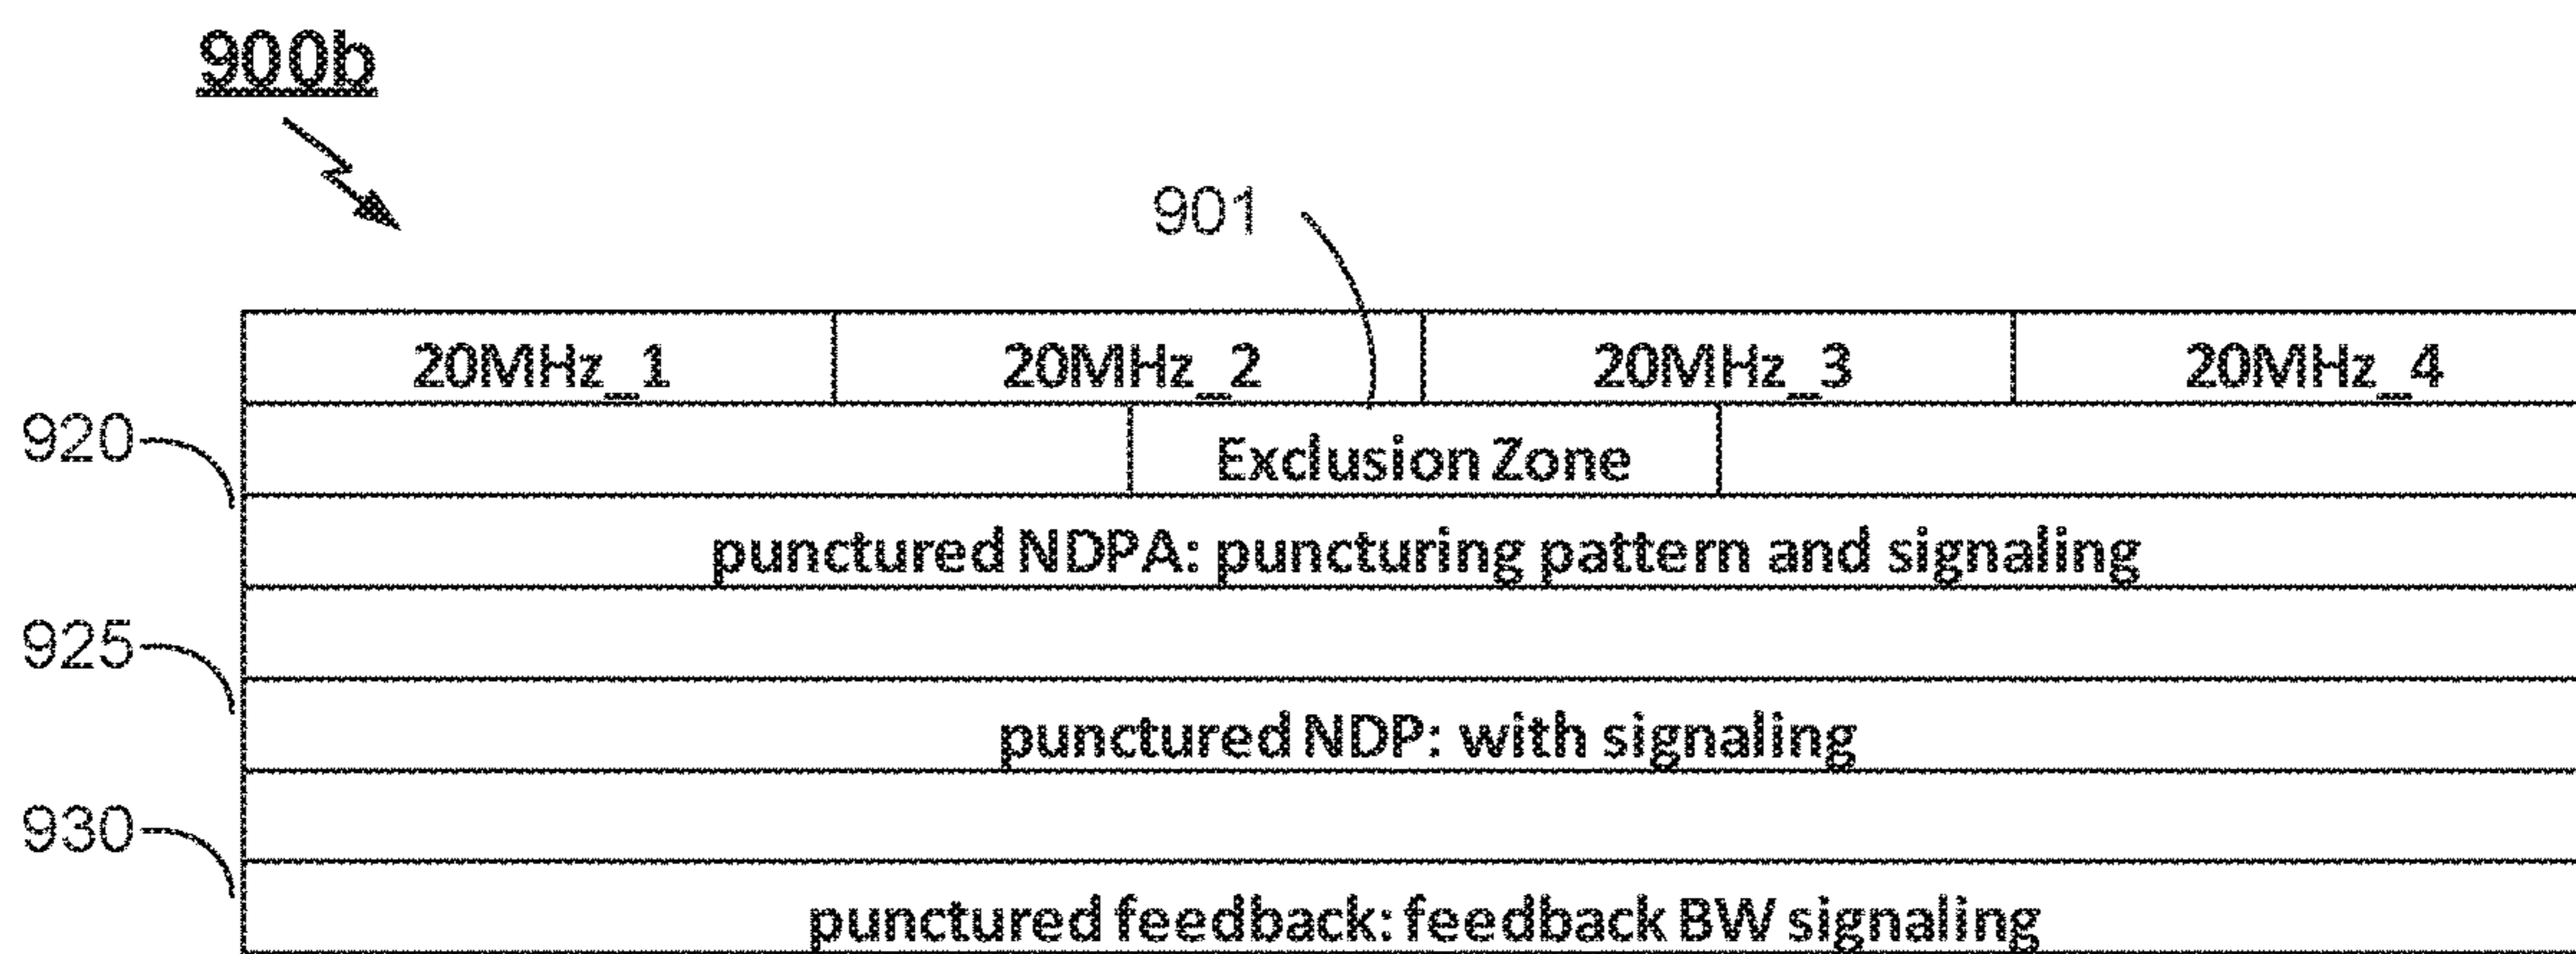 900b
901
20MHz_1 20MHz_2 20MHz_3 20MHz_4
920
Exclusion Zone
punctured NDPA: puncturing pattern and signaling
925
punctured NDP: with signaling
930
punctured feedback: feedback BW signaling